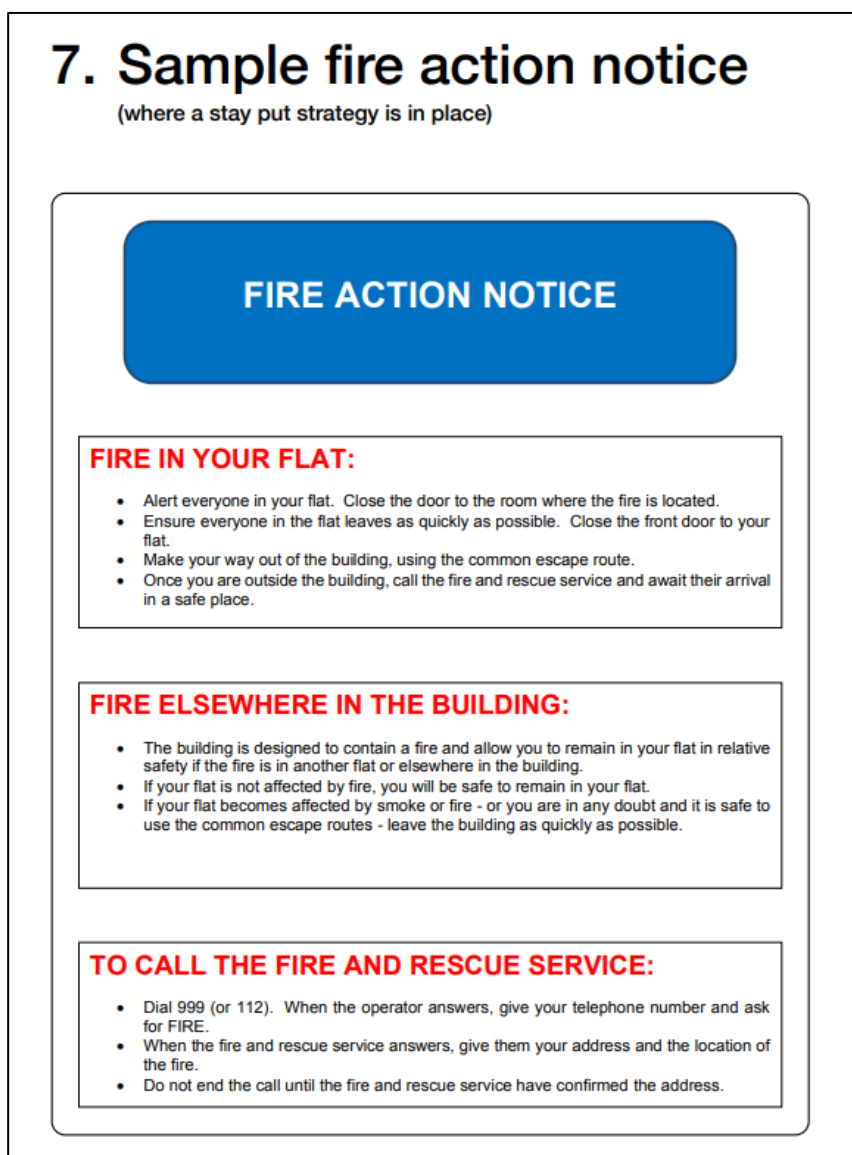 7. Sample fire action notice
(where a stay put strategy is in place)
FIRE ACTION NOTICE
FIRE IN YOUR FLAT:
• Alert everyone in your flat. Close the door to the room where the fire is located.
• Ensure everyone in the flat leaves as quickly as possible. Close the front door to your
flat.
• Make your way out of the building, using the common escape route.
• Once you are outside the building, call the fire and rescue service and await their arrival
in a safe place.
FIRE ELSEWHERE IN THE BUILDING:
• The building is designed to contain a fire and allow you to remain in your flat in relative
safety if the fire is in another flat or elsewhere in the building.
• If your flat is not affected by fire, you will be safe to remain in your flat.
• If your flat becomes affected by smoke or fire - or you are in any doubt and it is safe to
use the common escape routes - leave the building as quickly as possible.
TO CALL THE FIRE AND RESCUE SERVICE:
• Dial 999 (or 112). When the operator answers, give your telephone number and ask
for FIRE.
• When the fire and rescue service answers, give them your address and the location of
the fire.
• Do not end the call until the fire and rescue service have confirmed the address.